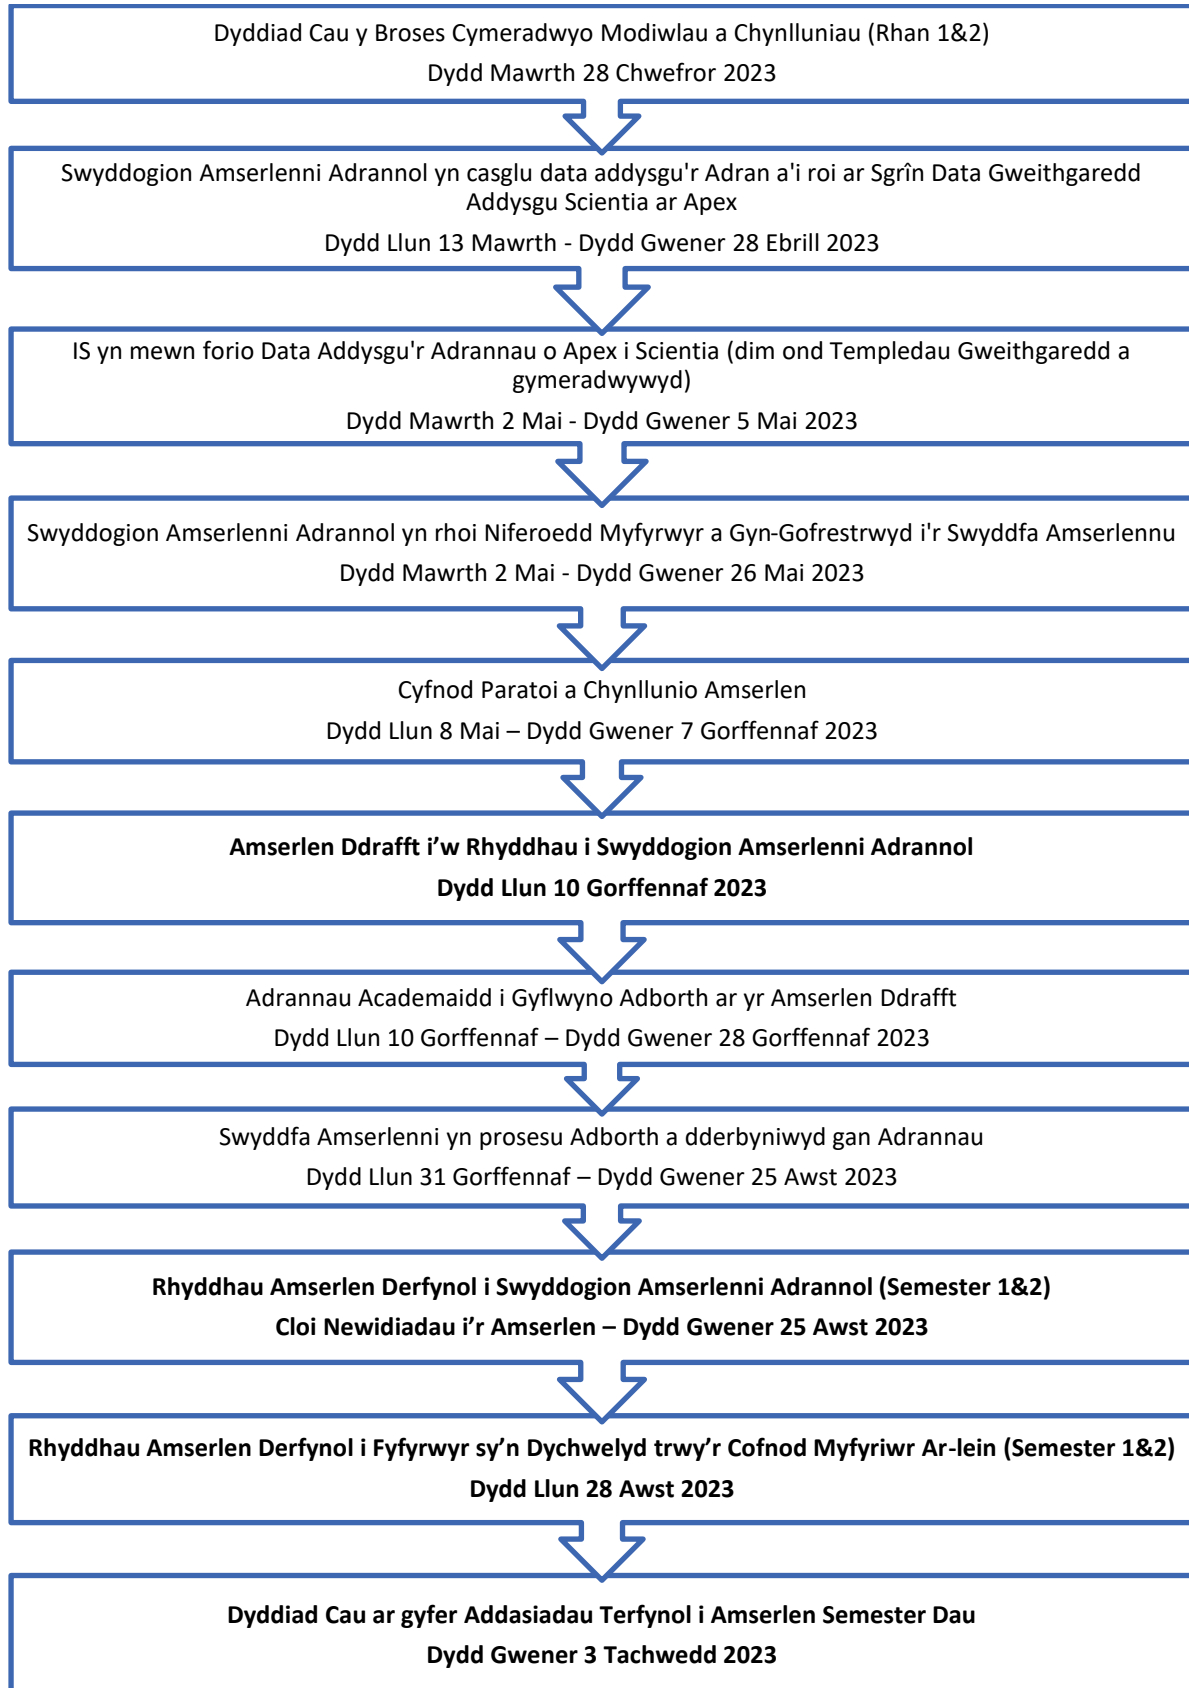 Dyddiad Cau y Broses Cymeradwyo Modiwlau a Chynlluniau (Rhan 1&2)
Dydd Mawrth 28 Chwefror 2023
Swyddogion Amserlenni Adrannol yn casglu data addysgu'r Adran a'i roi ar Sgrîn Data Gweithgaredd
Addysgu Scientia ar Apex
Dydd Llun 13 Mawrth - Dydd Gwener 28 Ebrill 2023
IS yn mewn forio Data Addysgu'r Adrannau o Apex i Scientia (dim ond Templedau Gweithgaredd a
gymeradwywyd)
Dydd Mawrth 2 Mai - Dydd Gwener 5 Mai 2023
Swyddogion Amserlenni Adrannol yn rhoi Niferoedd Myfyrwyr a Gyn-Gofrestrwyd i'r Swyddfa Amserlennu
Dydd Mawrth 2 Mai - Dydd Gwener 26 Mai 2023
Cyfnod Paratoi a Chynllunio Amserlen
Dydd Llun 8 Mai – Dydd Gwener 7 Gorffennaf 2023
Amserlen Ddrafft i’w Rhyddhau i Swyddogion Amserlenni Adrannol
Dydd Llun 10 Gorffennaf 2023
Adrannau Academaidd i Gyflwyno Adborth ar yr Amserlen Ddrafft
Dydd Llun 10 Gorffennaf – Dydd Gwener 28 Gorffennaf 2023
Swyddfa Amserlenni yn prosesu Adborth a dderbyniwyd gan Adrannau
Dydd Llun 31 Gorffennaf – Dydd Gwener 25 Awst 2023
Rhyddhau Amserlen Derfynol i Swyddogion Amserlenni Adrannol (Semester 1&2)
Cloi Newidiadau i’r Amserlen – Dydd Gwener 25 Awst 2023
Rhyddhau Amserlen Derfynol i Fyfyrwyr sy’n Dychwelyd trwy’r Cofnod Myfyriwr Ar-lein (Semester 1&2)
Dydd Llun 28 Awst 2023
Dyddiad Cau ar gyfer Addasiadau Terfynol i Amserlen Semester Dau
Dydd Gwener 3 Tachwedd 2023